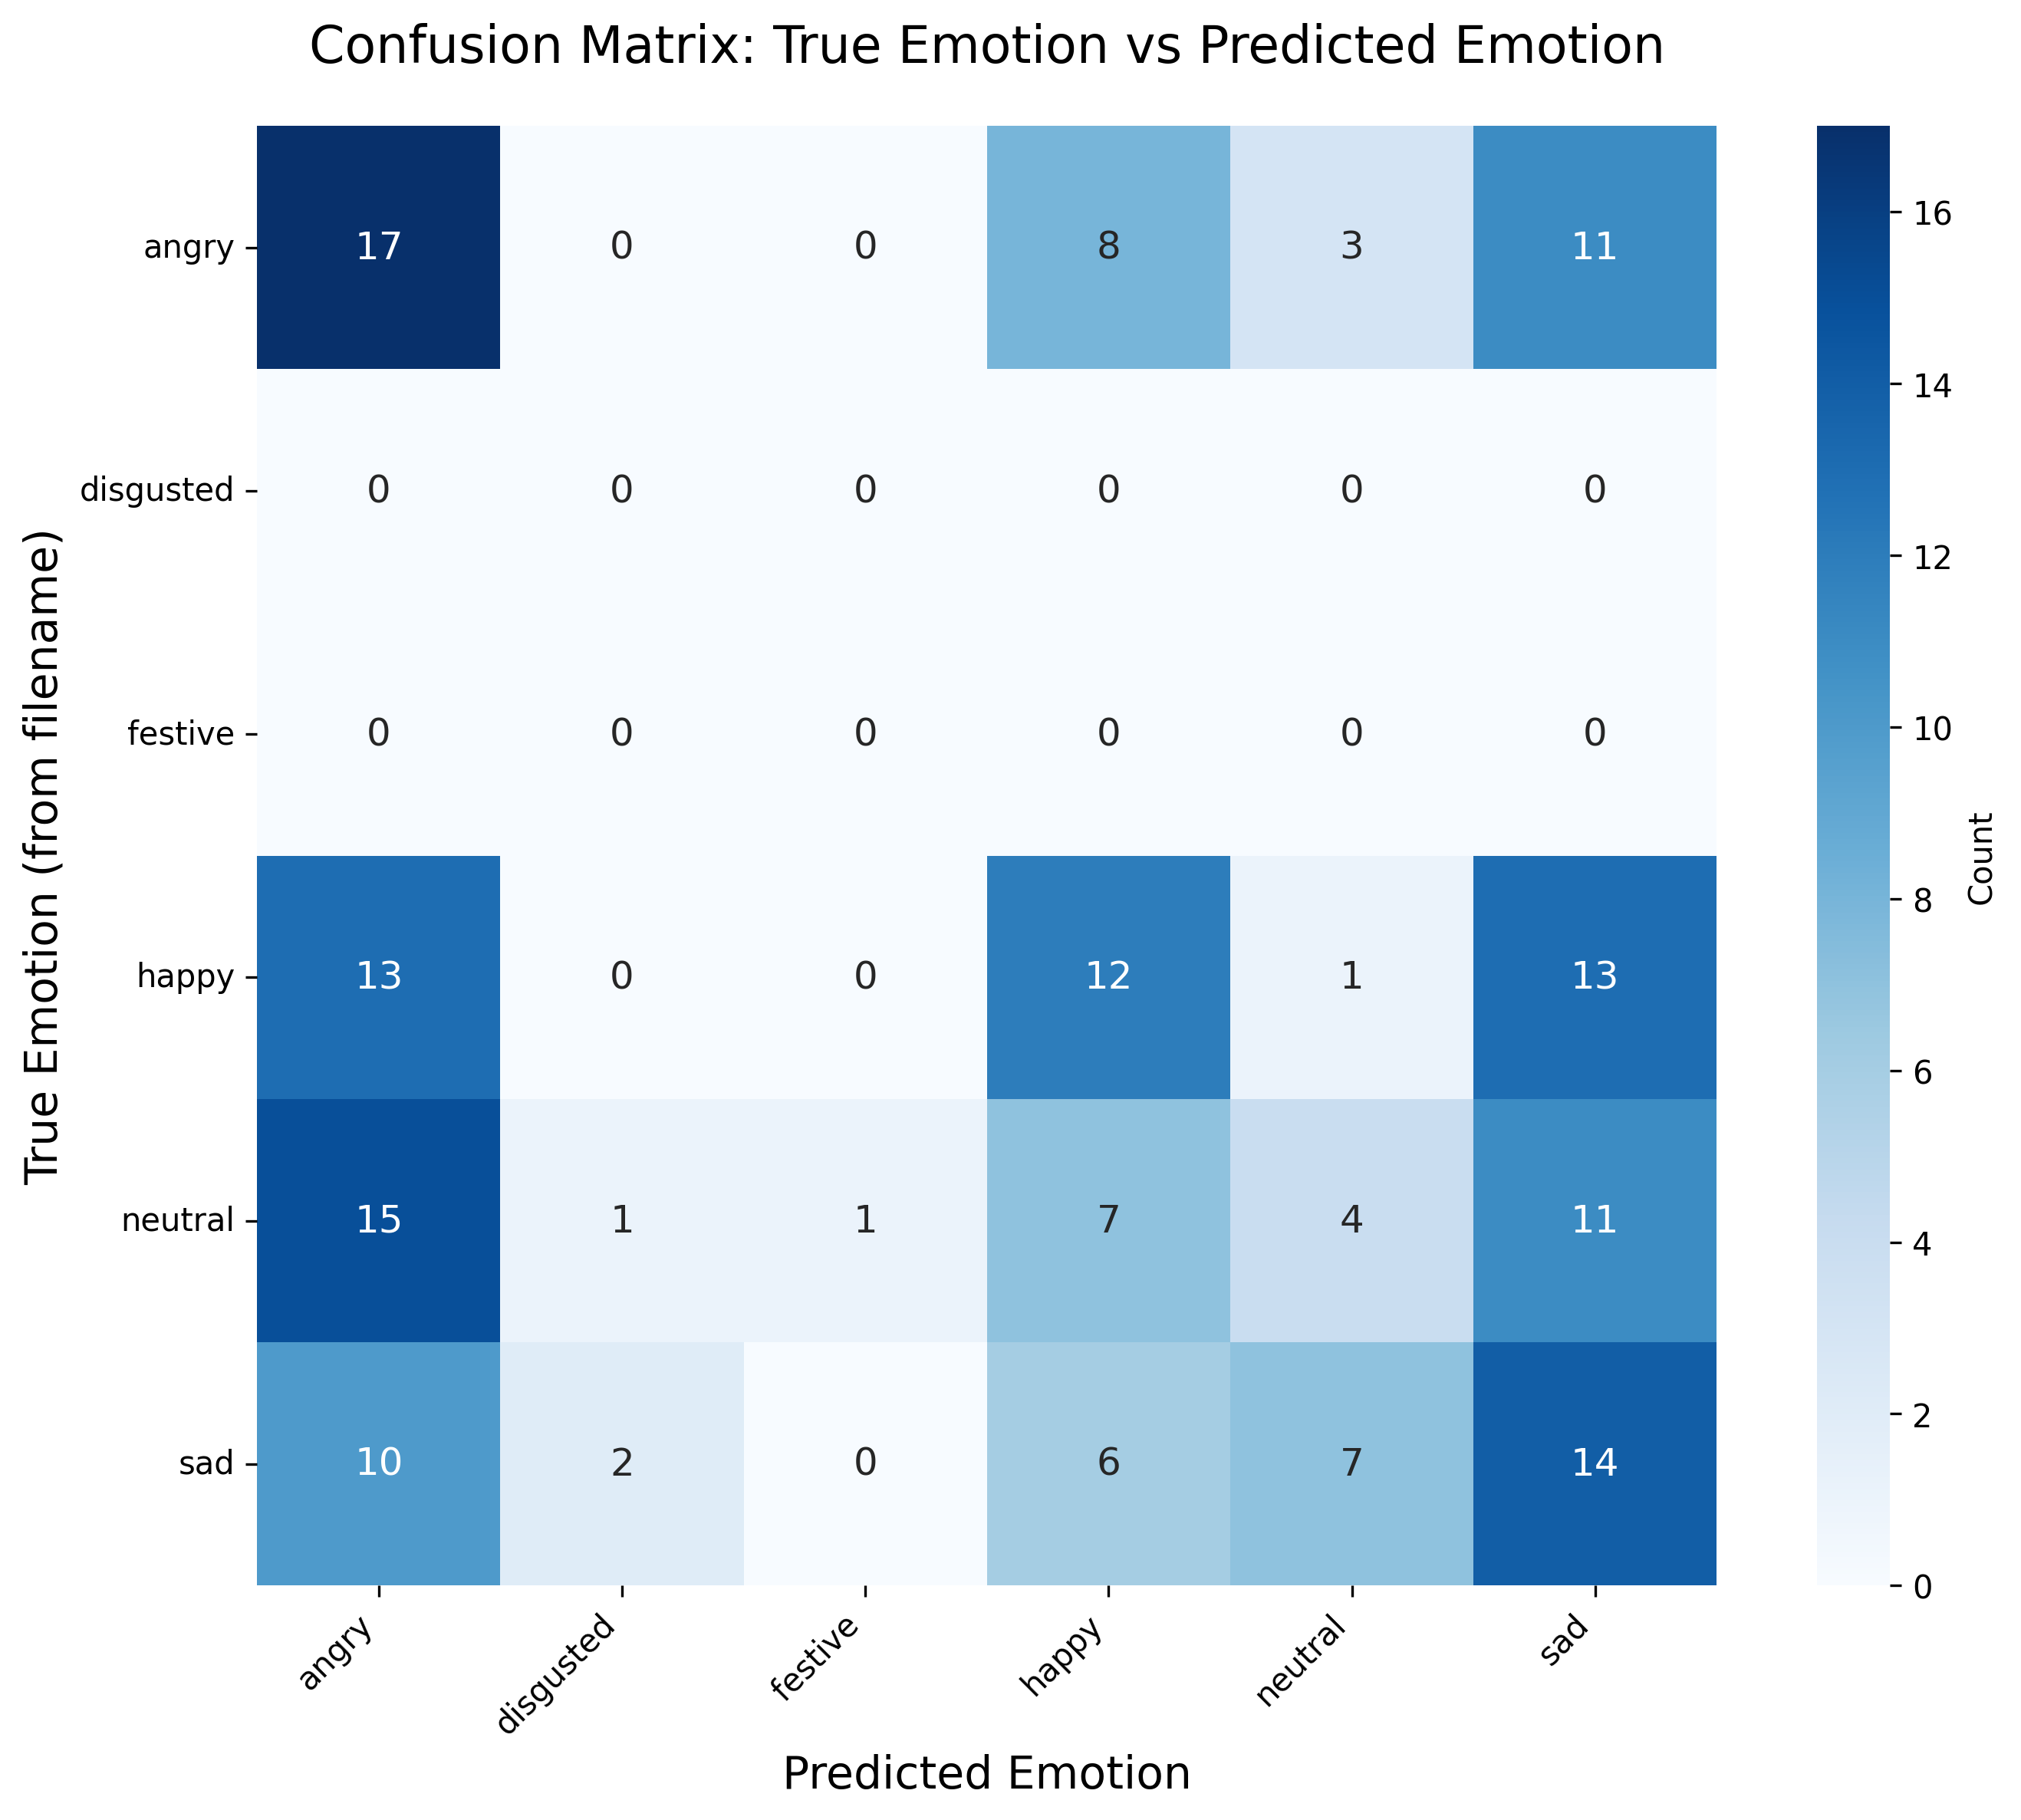 Confusion Matrix: True Emotion vs Predicted Emotion
True Emotion (from filename)
angry 17 0 0 8 3 11
disgusted 0 0 0 0 0 0
festive 0 0 0 0 0 0
happy 13 0 0 12 1 13
neutral 15 1 1 7 4 11
sad 10 2 0 6 7 14
angry disgusted festive happy neutral sad
Predicted Emotion
16
14
12
10
8
6
4
2
0
Count